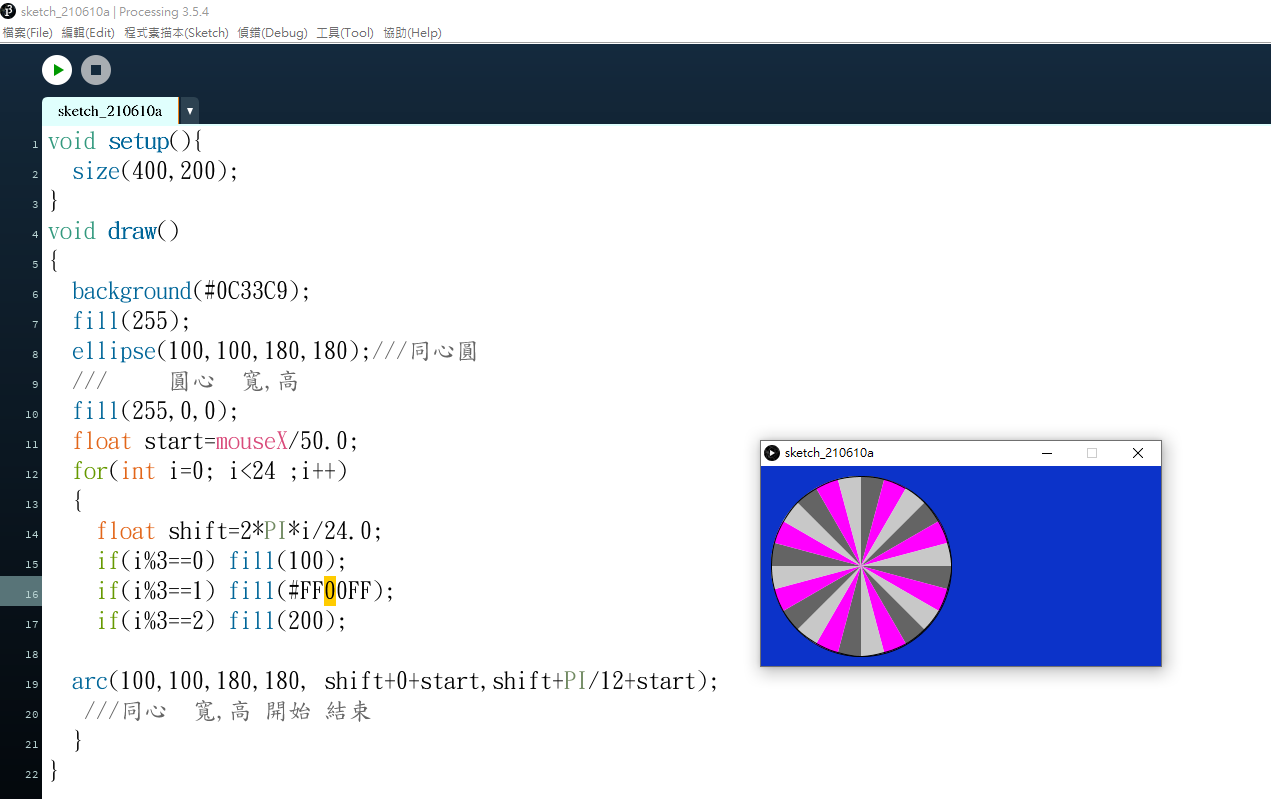 sketch_210610a | Processing 3.5.4
檔案(File) 編輯(Edit) 程式素描本(Sketch) 偵錯(Debug) 工具(Tool) 協助(Help)
sketch_210610a
1 void setup(){
2 size(400,200);
3 }
4 void draw()
5 {
6 background(#0C33C9);
7 fill(255);
8 ellipse(100,100,180,180);///同心圓
9 /// 圓心 寬,高
10 fill(255,0,0);
11 float start=mouseX/50.0;
12 for(int i=0; i<24 ;i++)
13 {
14 float shift=2*PI*i/24.0;
15 if(i%3==0) fill(100);
16 if(i%3==1) fill(#FF00FF);
17 if(i%3==2) fill(200);
18
19 arc(100,100,180,180, shift+0+start,shift+PI/12+start);
20 ///同心 寬,高 開始 結束
21 }
22 }
sketch_210610a